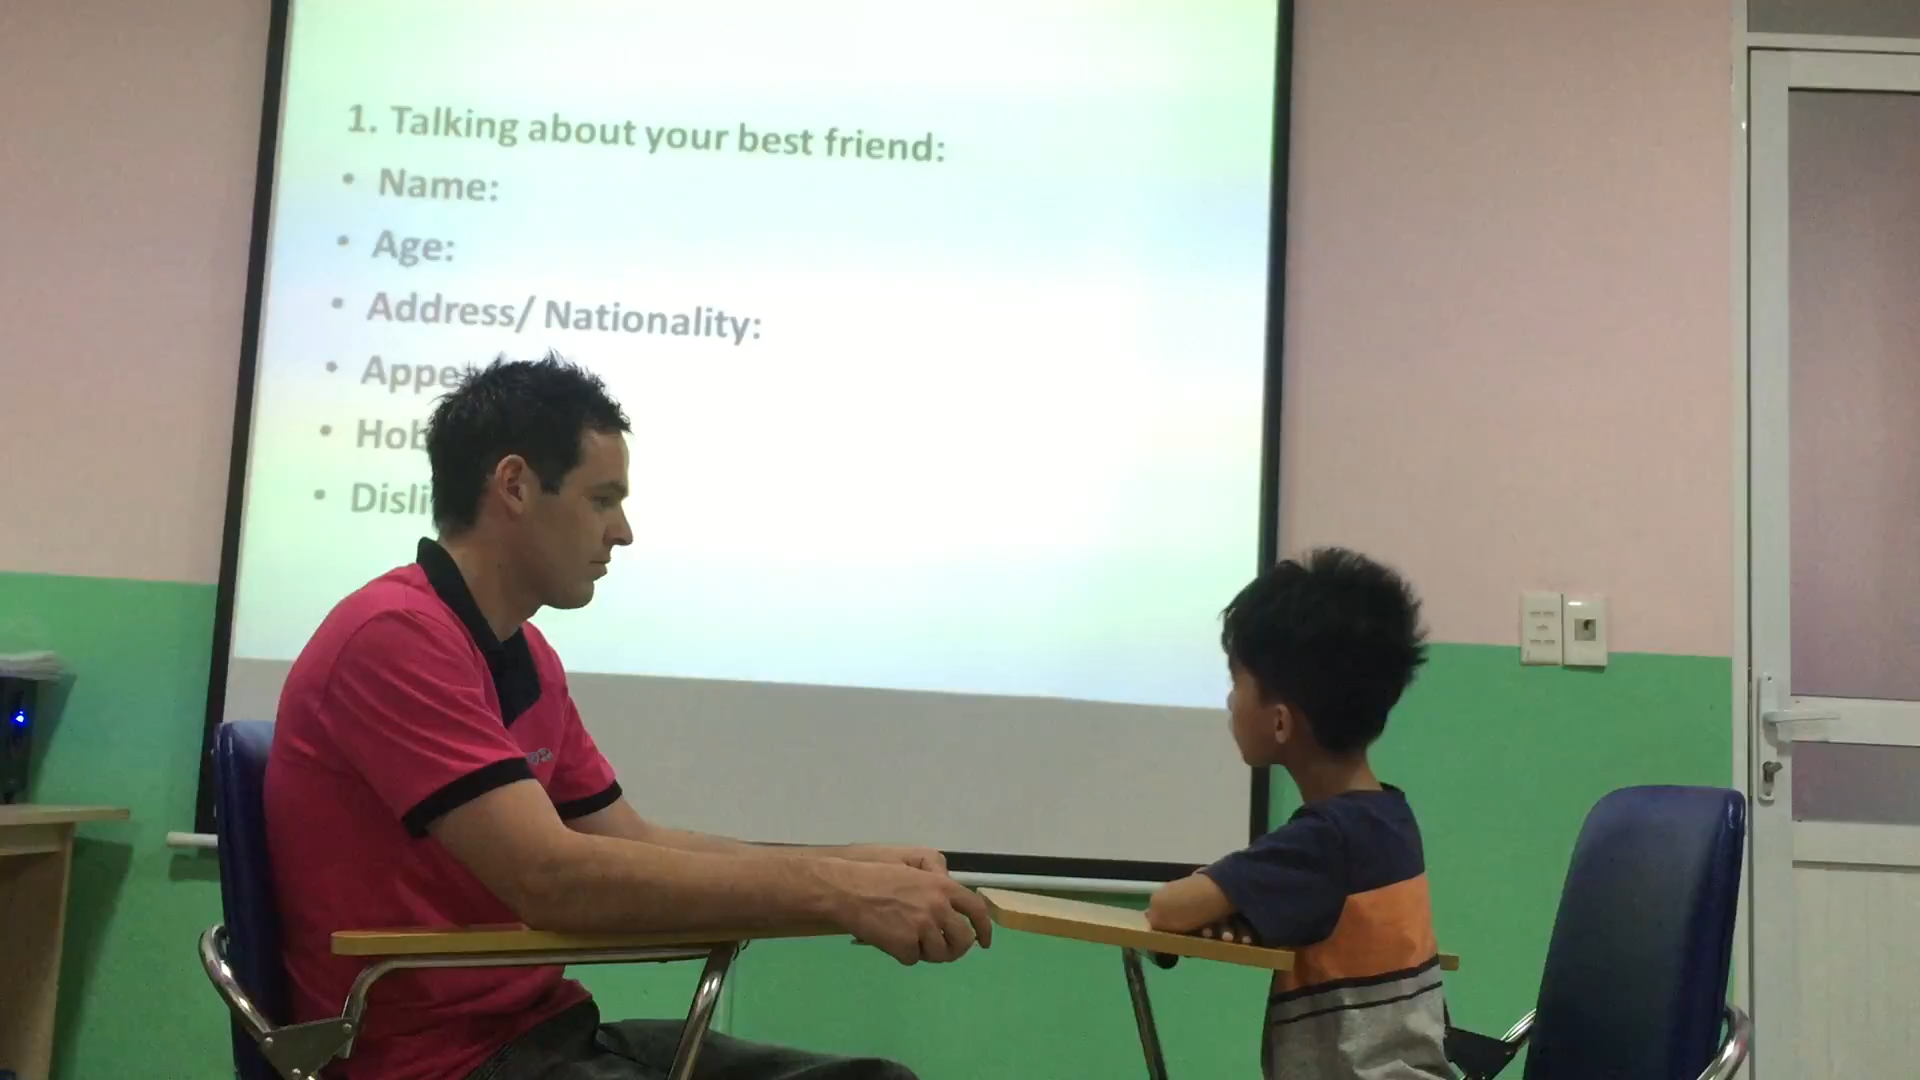 1. Talking about your best friend:
• Name:
• Age:
• Address/ Nationality: